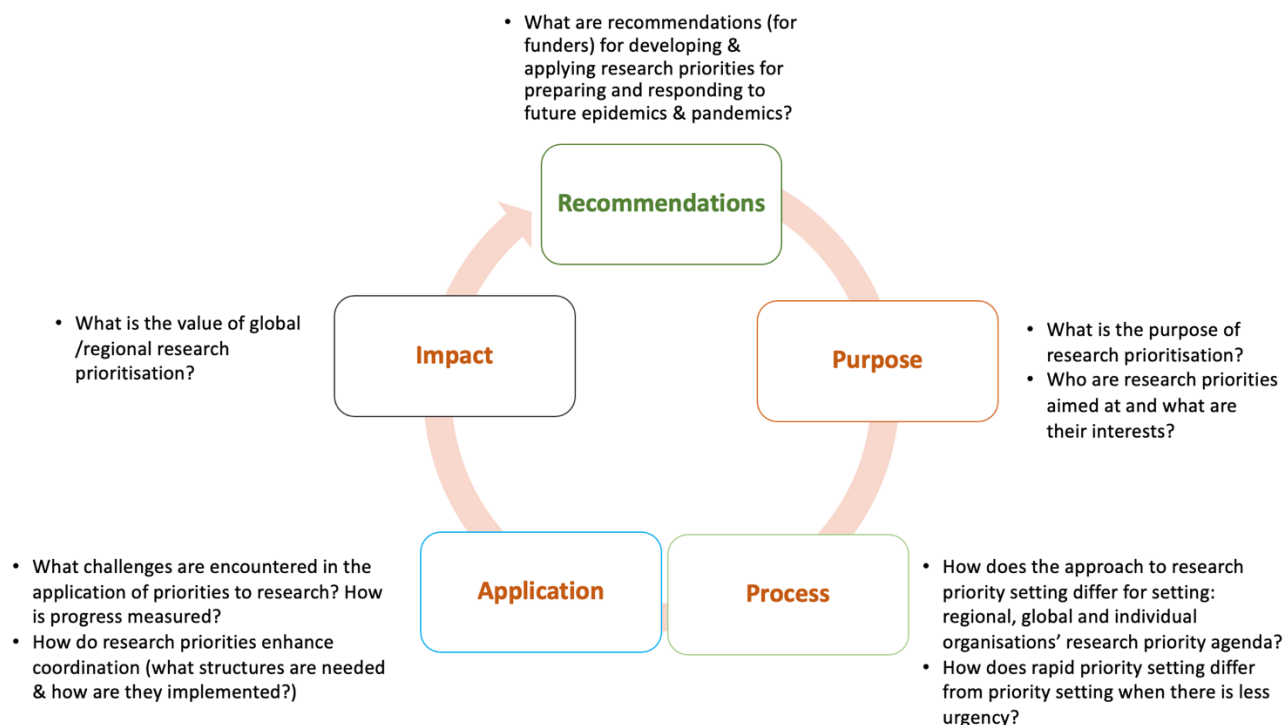 • What are recommendations (for
funders) for developing &
applying research priorities for
preparing and responding to
future epidemics & pandemics?
Recommendations
Purpose
• What is the purpose of
research prioritisation?
• Who are research priorities
aimed at and what are
their interests?
Process
• How does the approach to research
priority setting differ for setting:
regional, global and individual
organisations’ research priority agenda?
• How does rapid priority setting differ
from priority setting when there is less
urgency?
Application
• What challenges are encountered in the
application of priorities to research? How
is progress measured?
• How do research priorities enhance
coordination (what structures are needed
& how are they implemented?)
Impact
• What is the value of global
/regional research
prioritisation?